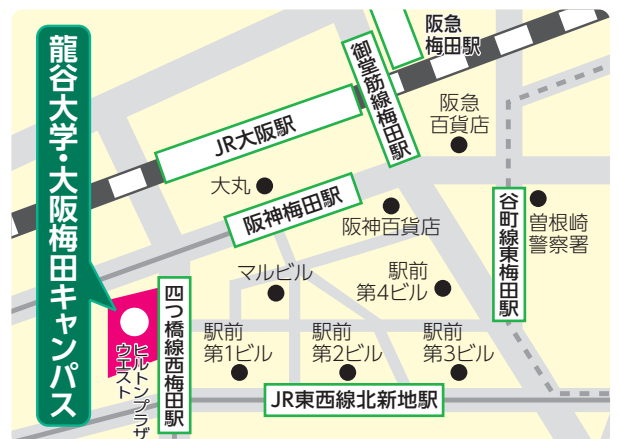 龍谷大学・大阪梅田キャンパス
阪急
梅田駅
御堂筋線梅田駅
JR大阪駅
阪急
百貨店
大丸
阪神梅田駅
阪神百貨店
谷町線東梅田駅
曽根崎
警察署
マルビル
駅前
第4ビル
四つ橋線西梅田駅
ヒルトンプラザ
ウエスト
駅前
第1ビル
駅前
第2ビル
駅前
第3ビル
JR東西線北新地駅